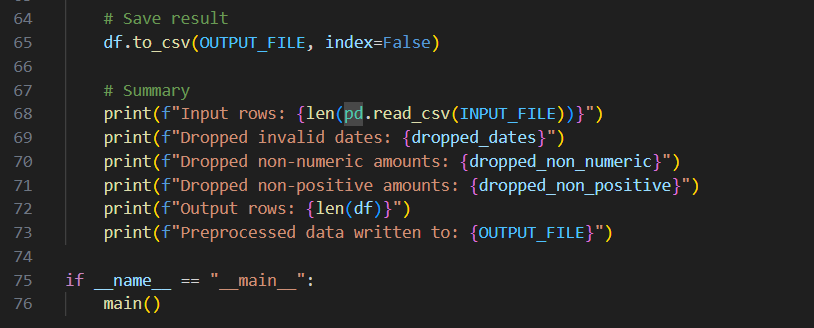 64 # Save result
65 df.to_csv(OUTPUT_FILE, index=False)
66
67 # Summary
68 print(f"Input rows: {len(pd.read_csv(INPUT_FILE))}")
69 print(f"Dropped invalid dates: {dropped_dates}")
70 print(f"Dropped non-numeric amounts: {dropped_non_numeric}")
71 print(f"Dropped non-positive amounts: {dropped_non_positive}")
72 print(f"Output rows: {len(df)}")
73 print(f"Preprocessed data written to: {OUTPUT_FILE}")
74
75 if __name__ == "__main__":
76 main()